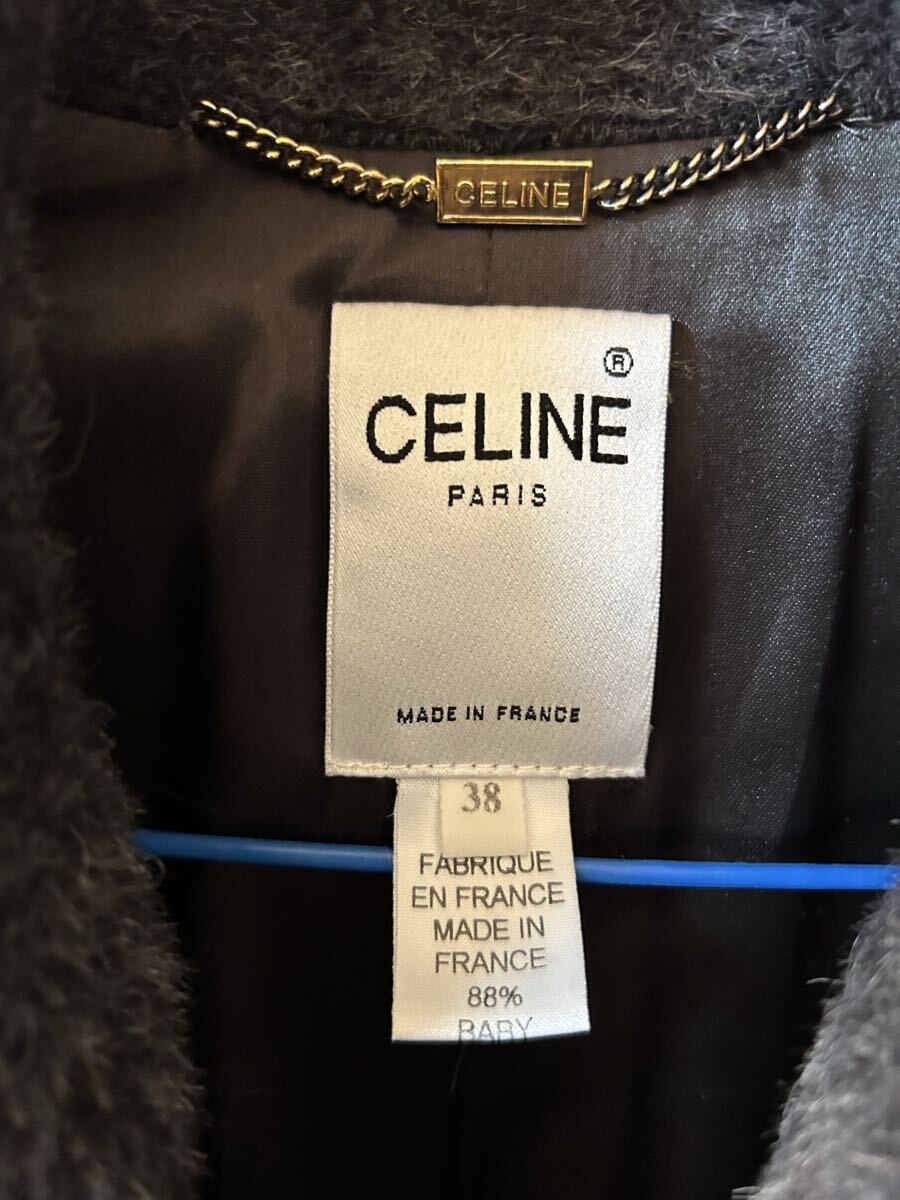 CELINE
®
CELINE
PARIS
MADE IN FRANCE
38
FABRIQUE
EN FRANCE
MADE IN
FRANCE
88%
BABY